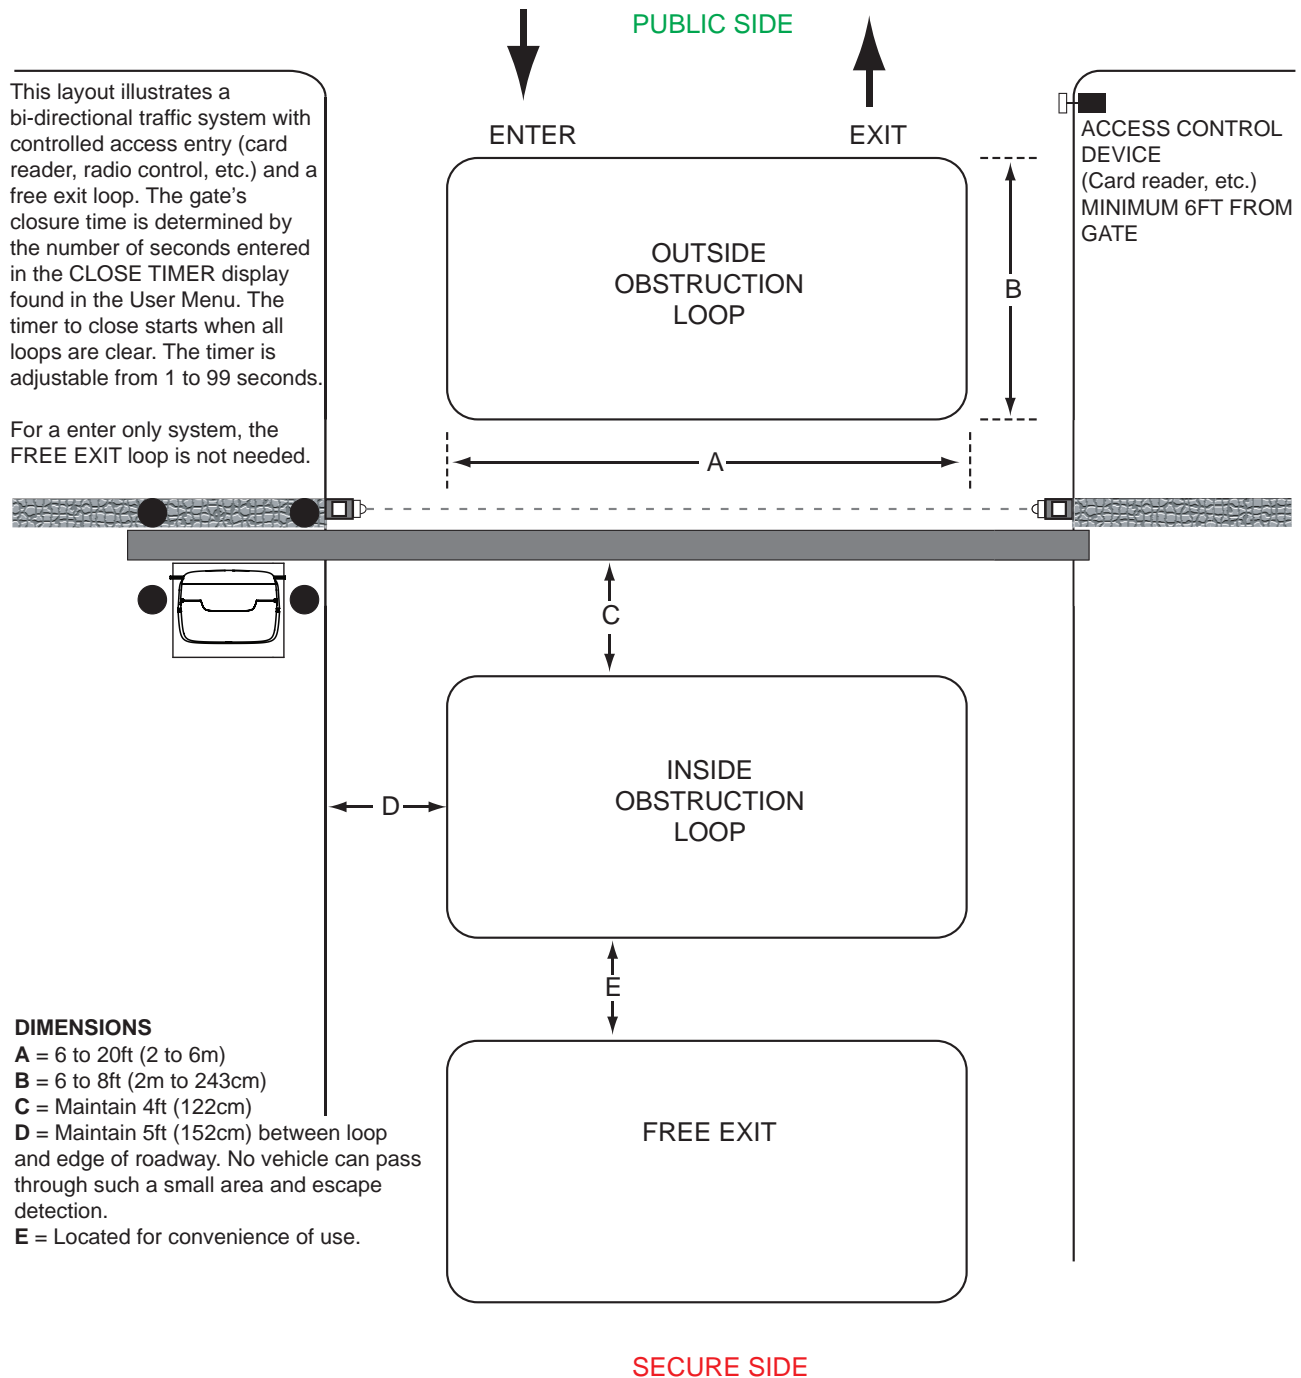 PUBLIC SIDE
This layout illustrates a
bi-directional traffic system with
controlled access entry (card
reader, radio control, etc.) and a
free exit loop. The gate's
closure time is determined by
the number of seconds entered
in the CLOSE TIMER display
found in the User Menu. The
timer to close starts when all
loops are clear. The timer is
adjustable from 1 to 99 seconds.
For a enter only system, the
FREE EXIT loop is not needed.
ENTER
EXIT
ACCESS CONTROL
DEVICE
(Card reader, etc.)
MINIMUM 6FT FROM
GATE
OUTSIDE
OBSTRUCTION
LOOP
B
A
C
INSIDE
OBSTRUCTION
LOOP
D
E
DIMENSIONS
A = 6 to 20ft (2 to 6m)
B = 6 to 8ft (2m to 243cm)
C = Maintain 4ft (122cm)
D = Maintain 5ft (152cm) between loop
and edge of roadway. No vehicle can pass
through such a small area and escape
detection.
E = Located for convenience of use.
FREE EXIT
SECURE SIDE